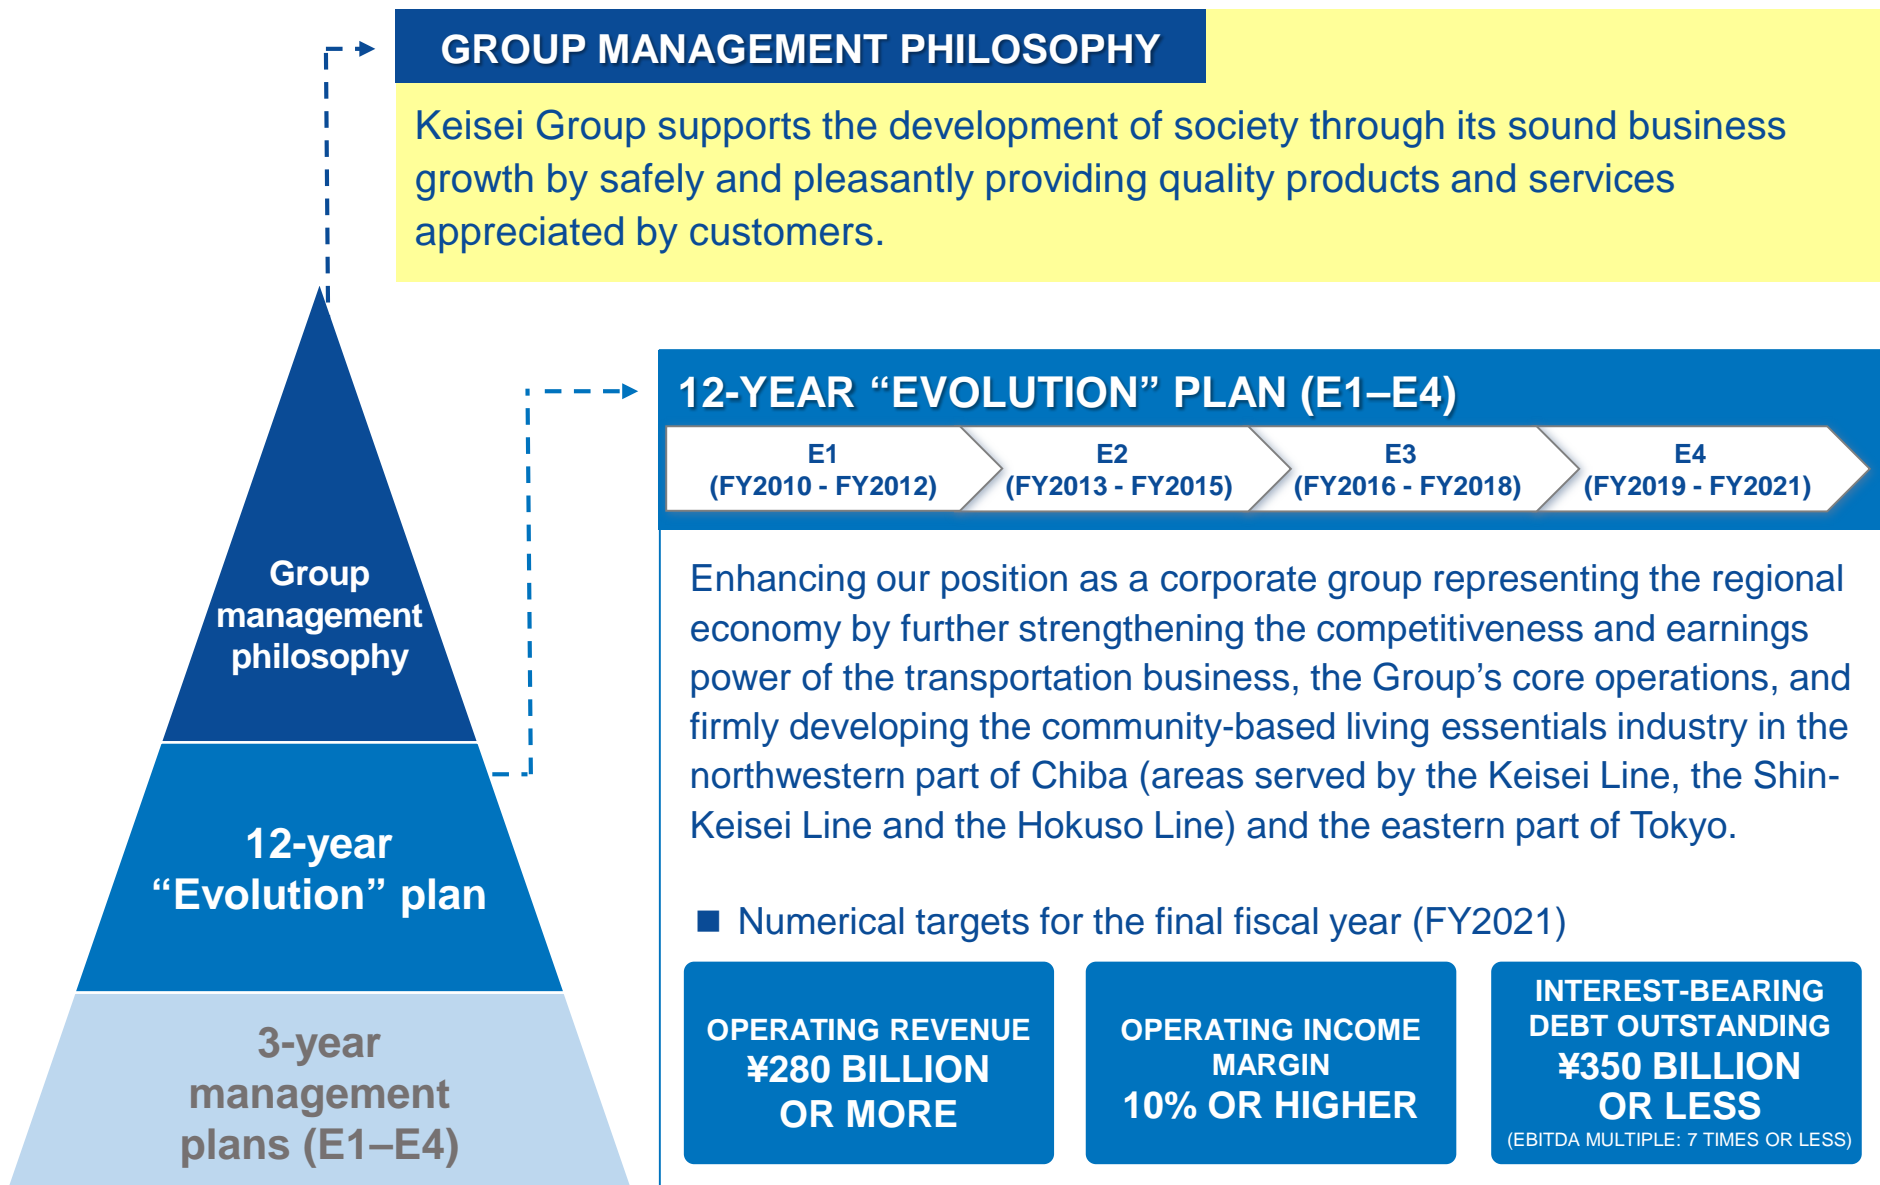 GROUP MANAGEMENT PHILOSOPHY
Keisei Group supports the development of society through its sound business
growth by safely and pleasantly providing quality products and services
appreciated by customers.
Group
management
philosophy
12-year
“Evolution” plan
3-year
management
plans (E1–E4)
12-YEAR “EVOLUTION” PLAN (E1–E4)
E1
(FY2010 - FY2012)
E2
(FY2013 - FY2015)
E3
(FY2016 - FY2018)
E4
(FY2019 - FY2021)
Enhancing our position as a corporate group representing the regional
economy by further strengthening the competitiveness and earnings
power of the transportation business, the Group’s core operations, and
firmly developing the community-based living essentials industry in the
northwestern part of Chiba (areas served by the Keisei Line, the Shin-
Keisei Line and the Hokuso Line) and the eastern part of Tokyo.
■ Numerical targets for the final fiscal year (FY2021)
OPERATING REVENUE
¥280 BILLION
OR MORE
OPERATING INCOME
MARGIN
10% OR HIGHER
INTEREST-BEARING
DEBT OUTSTANDING
¥350 BILLION
OR LESS
(EBITDA MULTIPLE: 7 TIMES OR LESS)